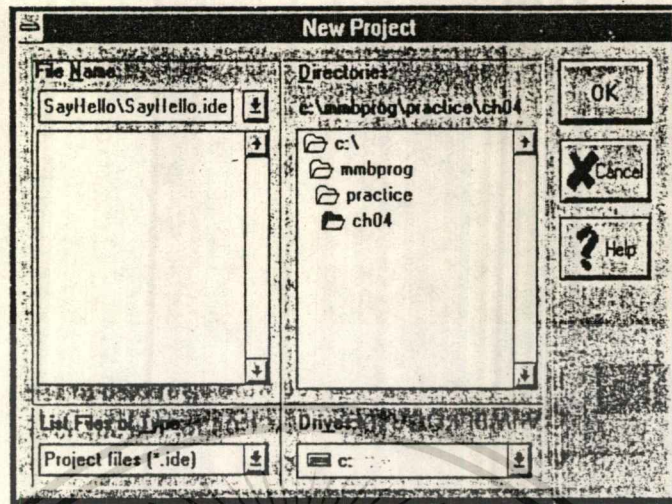 New Project
File Name:
SayHello\SayHello.ide
Directories:
c:\mmbprog\practice\ch04
c:\
mmbprog
practice
ch04
OK
Cancel
Help
List Files of Type:
Project files (*.ide)
Drives:
c: